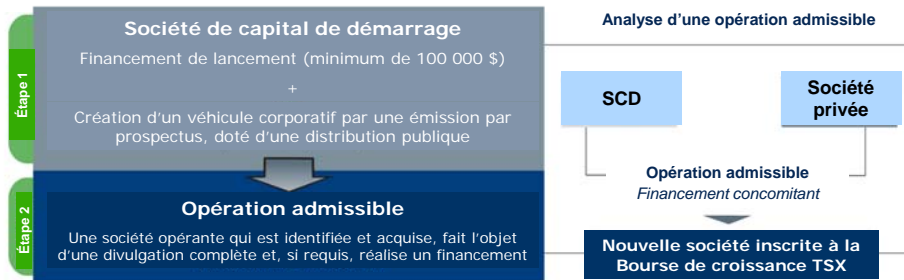 Étape 1
Société de capital de démarrage
Financement de lancement (minimum de 100 000 $)
+
Création d'un véhicule corporatif par une émission par
prospectus, doté d'une distribution publique
Étape 2
Opération admissible
Une société opérante qui est identifiée et acquise, fait l'objet
d'une divulgation complète et, si requis, réalise un financement
Analyse d'une opération admissible
SCD
Société
privée
Opération admissible
Financement concomitant
Nouvelle société inscrite à la
Bourse de croissance TSX